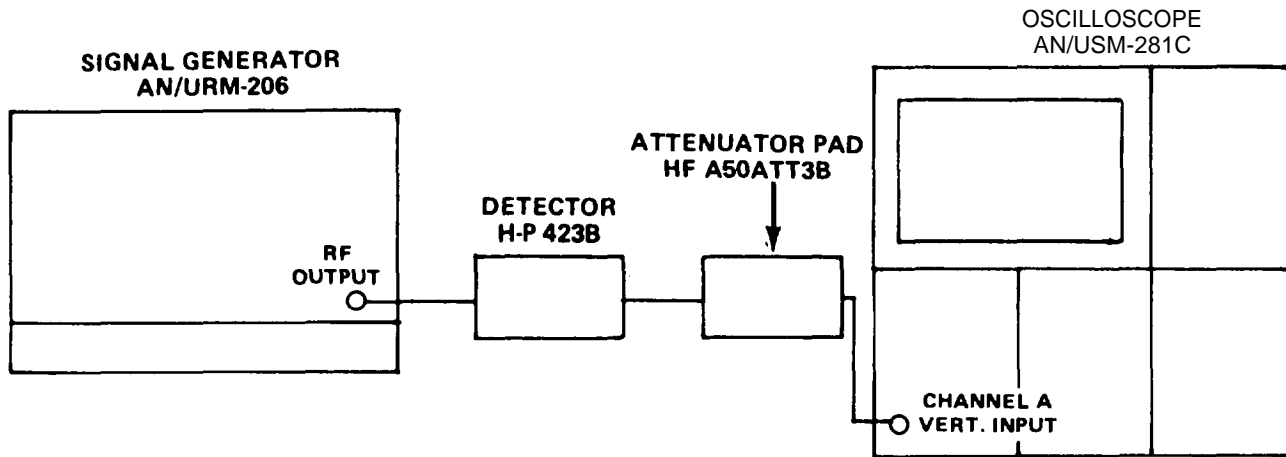 SIGNAL GENERATOR
AN/URM-206
RF
OUTPUT
DETECTOR
H-P 423B
ATTENUATOR PAD
HF A50ATT3B
OSCILLOSCOPE
AN/USM-281C
CHANNEL A
VERT. INPUT